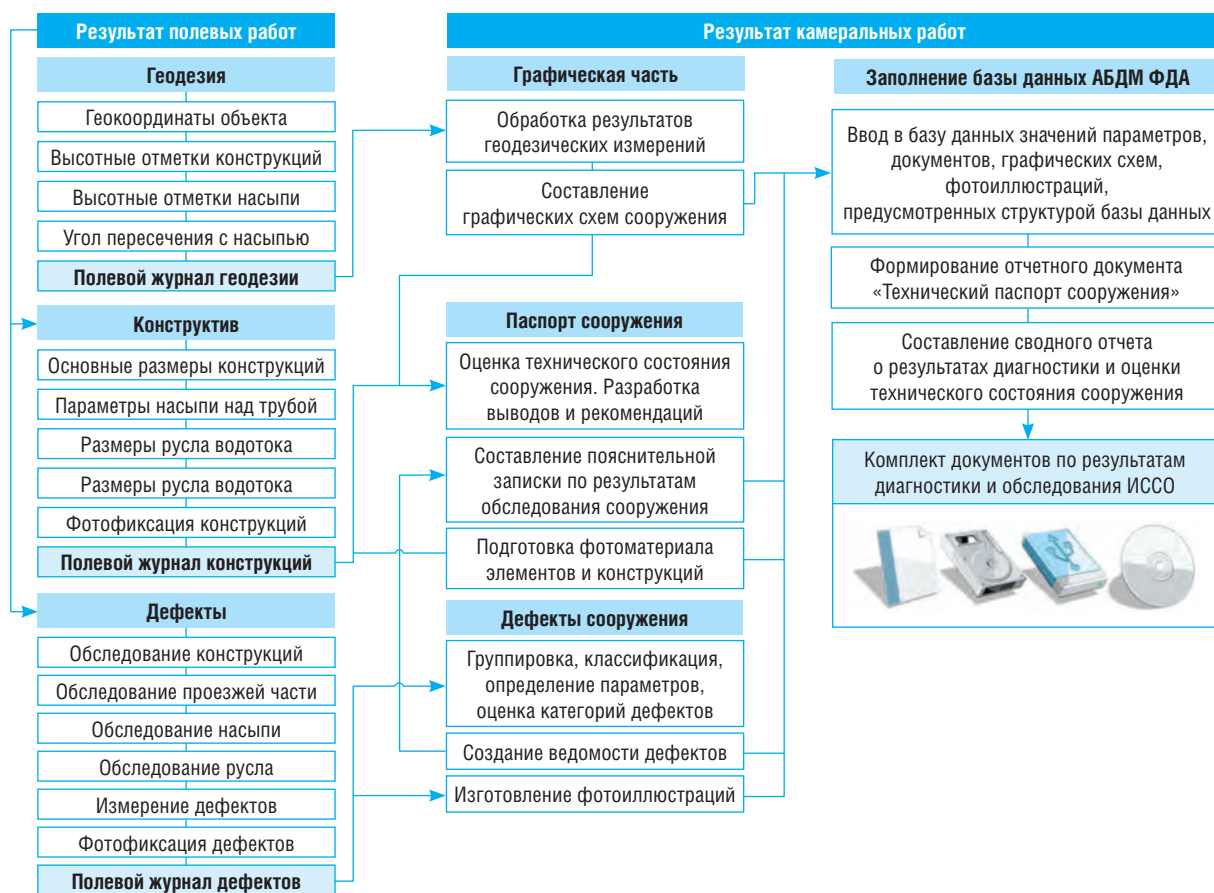 Результат полевых работ
Геодезия
Геокоординаты объекта
Высотные отметки конструкций
Высотные отметки насыпи
Угол пересечения с насыпью
Полевой журнал геодезии
Конструктив
Основные размеры конструкций
Параметры насыпи над трубой
Размеры русла водотока
Размеры русла водотока
Фотофиксация конструкций
Полевой журнал конструкций
Дефекты
Обследование конструкций
Обследование проезжей части
Обследование насыпи
Обследование русла
Измерение дефектов
Фотофиксация дефектов
Полевой журнал дефектов
Результат камеральных работ
Графическая часть
Обработка результатов
геодезических измерений
Составление
графических схем сооружения
Паспорт сооружения
Оценка технического состояния
сооружения. Разработка
выводов и рекомендаций
Составление пояснительной
записки по результатам
обследования сооружения
Подготовка фотоматериала
элементов и конструкций
Дефекты сооружения
Группировка, классификация,
определение параметров,
оценка категорий дефектов
Создание ведомости дефектов
Изготовление фотоиллюстраций
Заполнение базы данных АБДМ ФДА
Ввод в базу данных значений параметров,
документов, графических схем,
фотоиллюстраций,
предусмотренных структурой базы данных
Формирование отчетного документа
«Технический паспорт сооружения»
Составление сводного отчета
о результатах диагностики и оценки
технического состояния сооружения
Комплект документов по результатам
диагностики и обследования ИССО